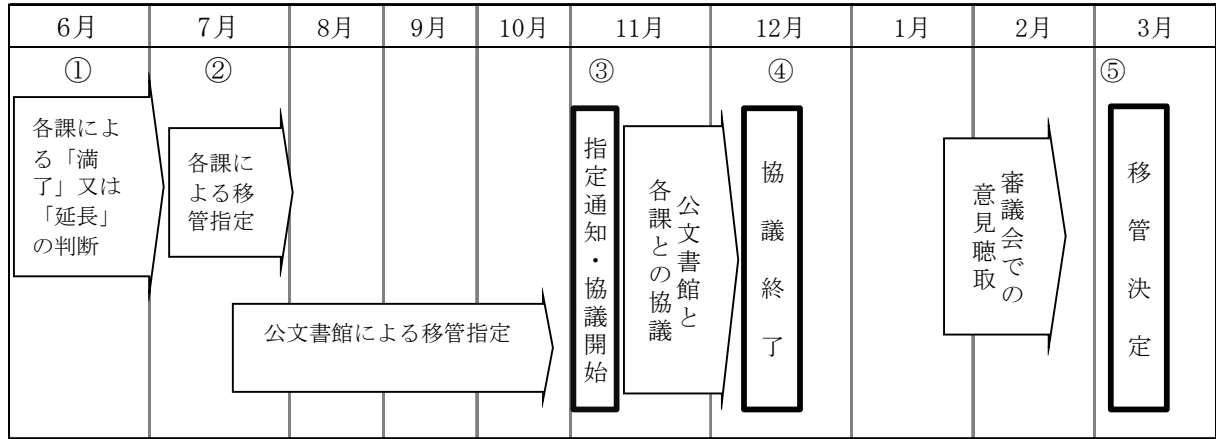 6月 7月 8月 9月 10月 11月 12月 1月 2月 3月
① ② ③ ④ ⑤
各課によ
る「満
了」又は
「延長」
の判断
各課に
よる移
管指定
公文書館による移管指定
指定通知・協議開始
公文書館と
各課との協議
協議終了
審議会での
意見聴取
移管決定